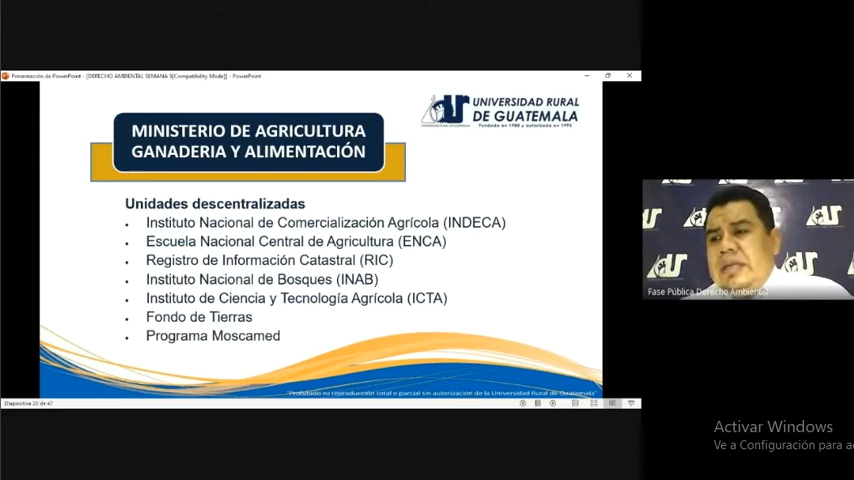 Presentación de PowerPoint - [DERECHO AMBIENTAL SEMANA 5[Compatibility Mode]] - PowerPoint
UNIVERSIDAD RURAL
DE GUATEMALA
Fundada en 1988 y autorizada en 1995
MINISTERIO DE AGRICULTURA
GANADERIA Y ALIMENTACIÓN
Unidades descentralizadas
• Instituto Nacional de Comercialización Agrícola (INDECA)
• Escuela Nacional Central de Agricultura (ENCA)
• Registro de Información Catastral (RIC)
• Instituto Nacional de Bosques (INAB)
• Instituto de Ciencia y Tecnología Agrícola (ICTA)
• Fondo de Tierras
• Programa Moscamed
"Prohibido su reproducción total o parcial sin autorización de la Universidad Rural de Guatemala"
Diapositiva 20 de 47
Fase Pública Derecho Ambiental
Activar Windows
Ve a Configuración para